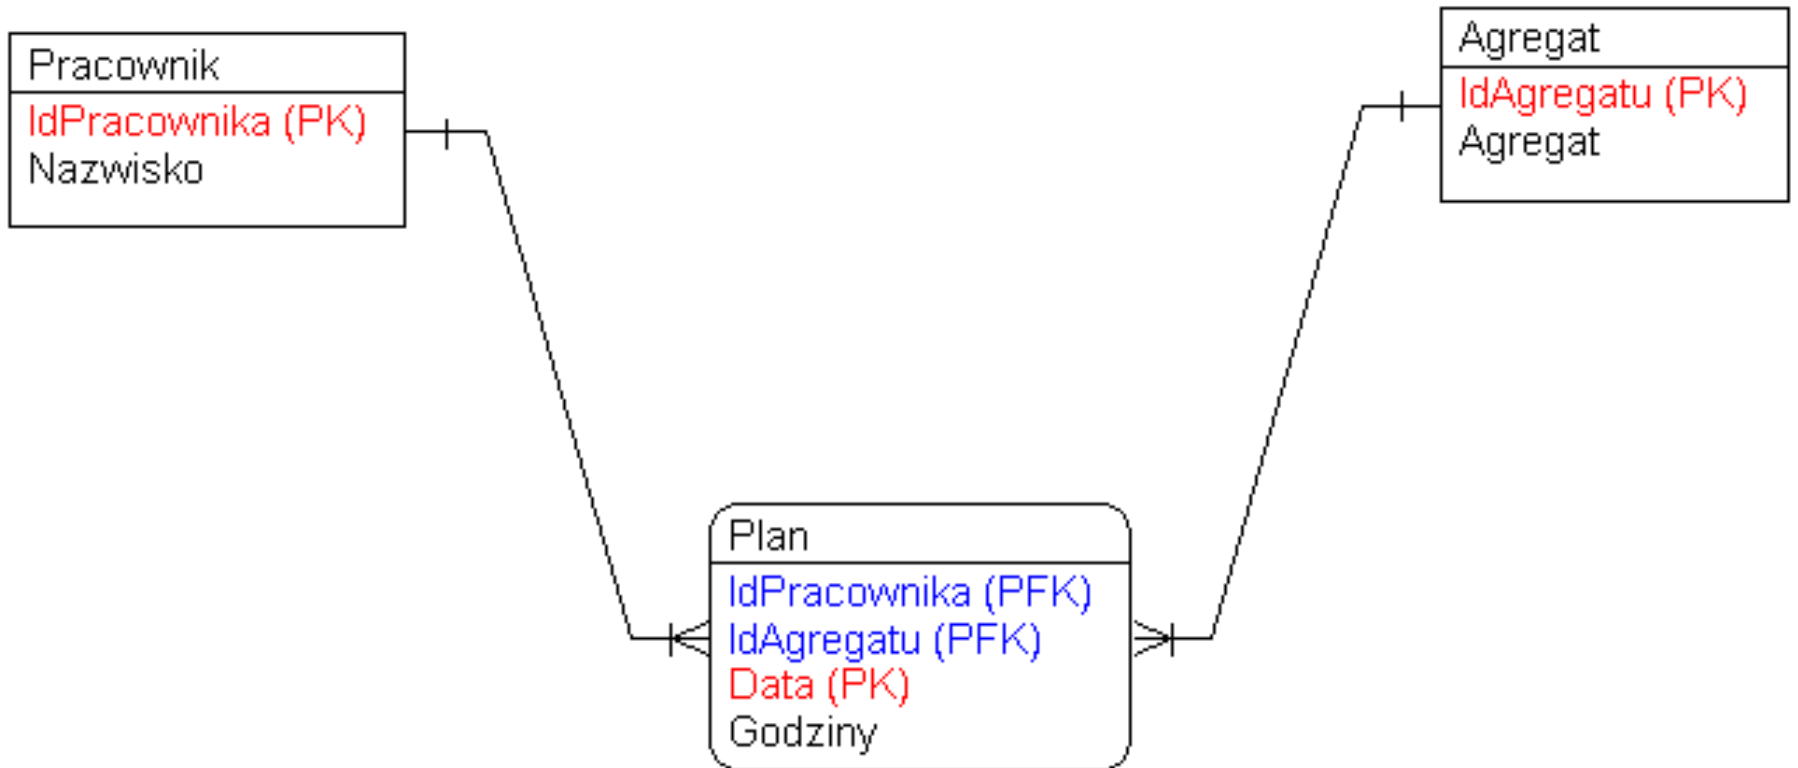 Pracownik
IdPracownika (PK)
Nazwisko
Agregat
IdAgregatu (PK)
Agregat
Plan
IdPracownika (PFK)
IdAgregatu (PFK)
Data (PK)
Godziny